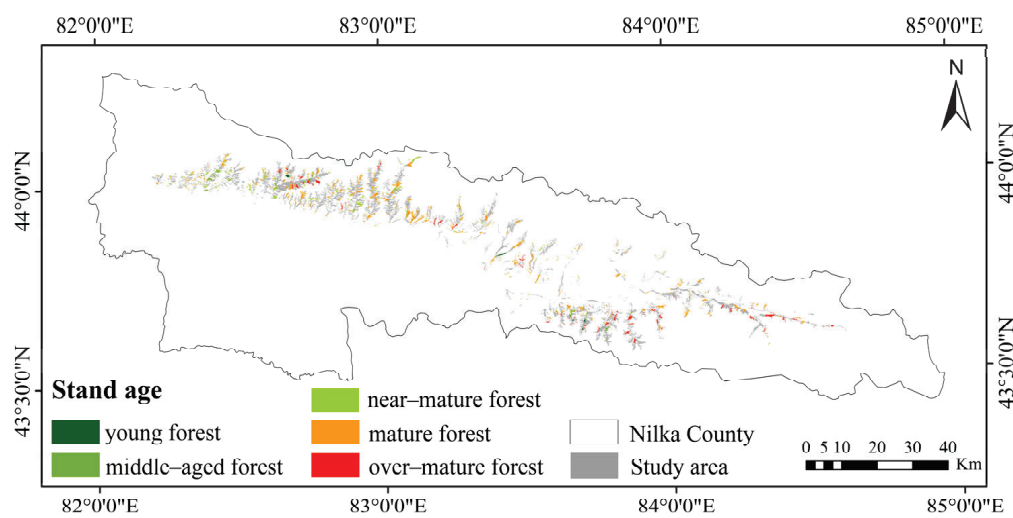 82°0'0"E 83°0'0"E 84°0'0"E 85°0'0"E
N
44°0'0"N
44°0'0"N
43°30'0"N
43°30'0"N
Stand age
young forest
middle–aged forest
near–mature forest
mature forest
over–mature forest
Nilka County
Study area
0 5 10 20 30 40
Km
82°0'0"E 83°0'0"E 84°0'0"E 85°0'0"E